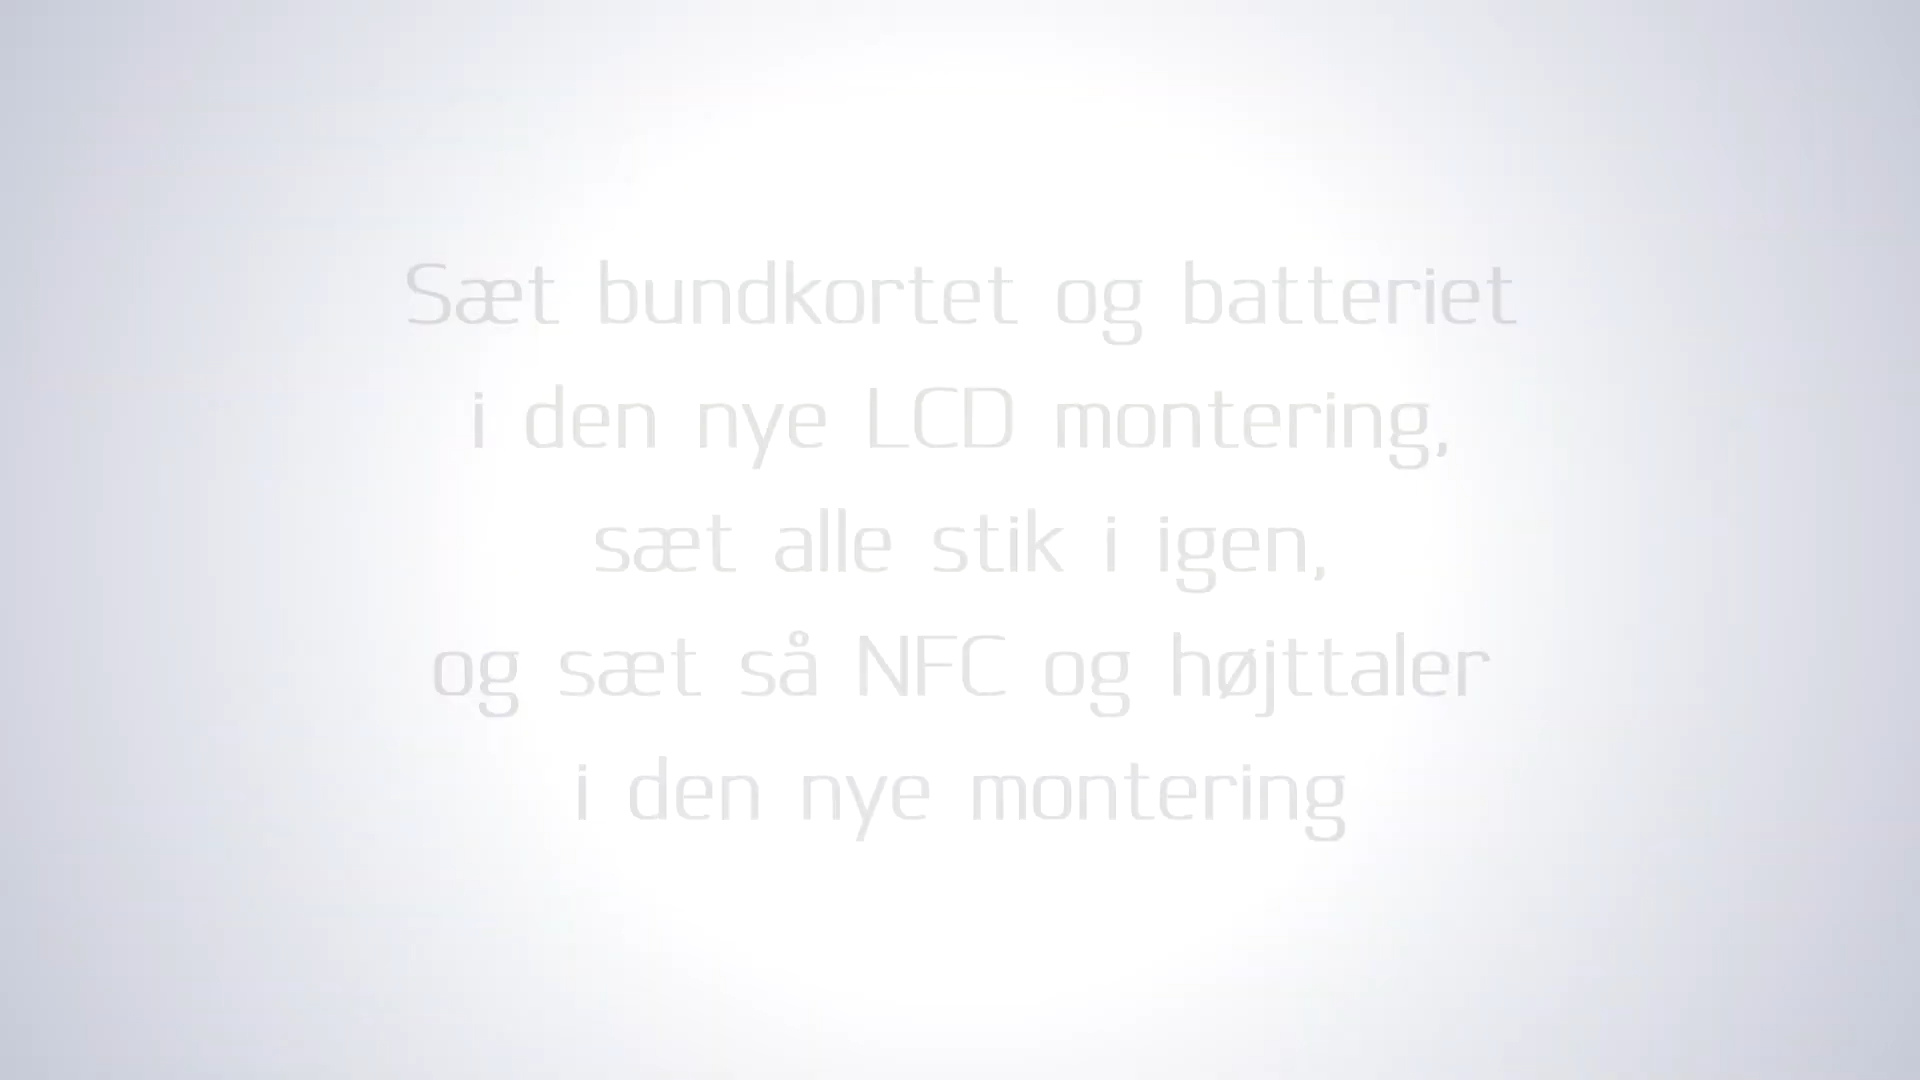 Sæt bundkortet og batteriet
i den nye LCD montering,
sæt alle stik i igen,
og sæt så NFC og højttaler
i den nye montering